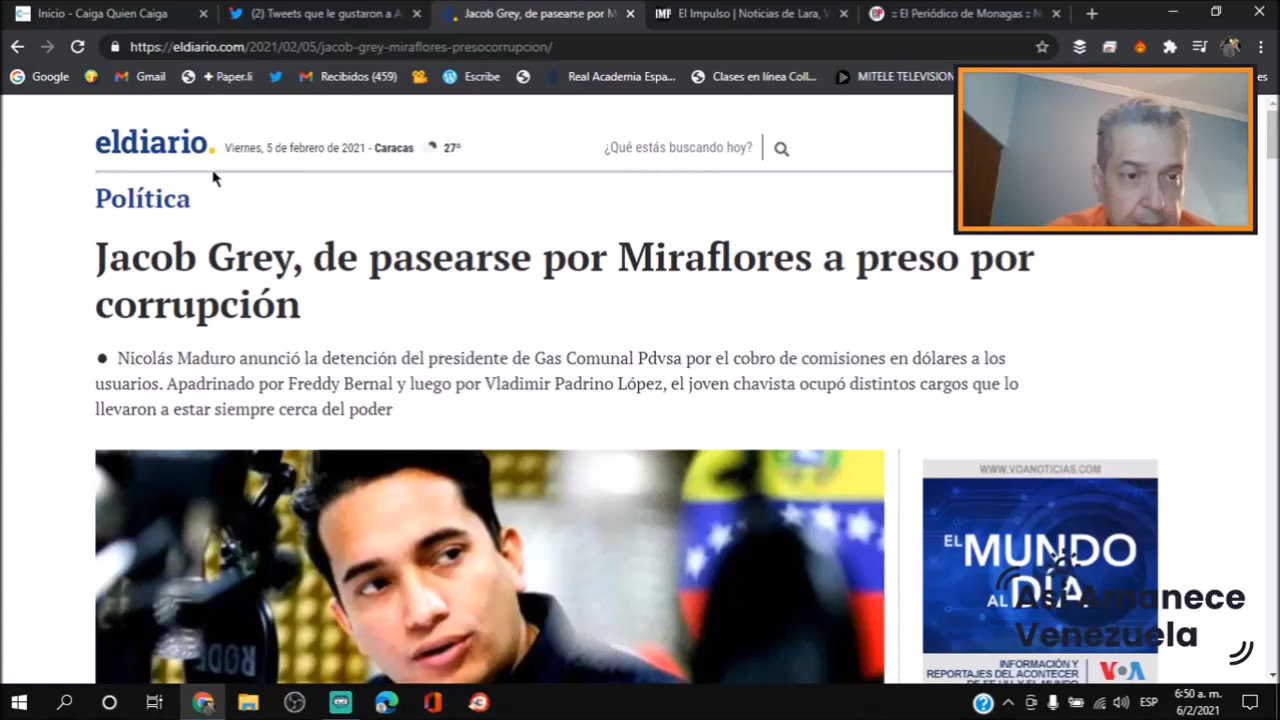 Inicio - Caiga Quien Caiga
(2) Tweets que le gustaron a A
Jacob Grey, de pasearse por M
El Impulso | Noticias de Lara, V
:: El Periódico de Monagas :: N
https://eldiario.com/2021/02/05/jacob-grey-miraflores-presocorrupcion/
Google
Gmail
+ Paper.li
Recibidos (459)
Escribe
Real Academia Espa...
Clases en línea Coll...
MITELE TELEVISION
es
eldiario.
Viernes, 5 de febrero de 2021 - Caracas 27°
¿Qué estás buscando hoy?
Política
Jacob Grey, de pasearse por Miraflores a preso por
corrupción
● Nicolás Maduro anunció la detención del presidente de Gas Comunal Pdvsa por el cobro de comisiones en dólares a los
usuarios. Apadrinado por Freddy Bernal y luego por Vladimir Padrino López, el joven chavista ocupó distintos cargos que lo
llevaron a estar siempre cerca del poder
RODE
WWW.VOANOTICIAS.COM
EL
MUNDO
AL DÍA
INFORMACIÓN Y
REPORTAJES DEL ACONTECER
VOA
Así Amanece
Venezuela
ESP
6:50 a. m.
6/2/2021